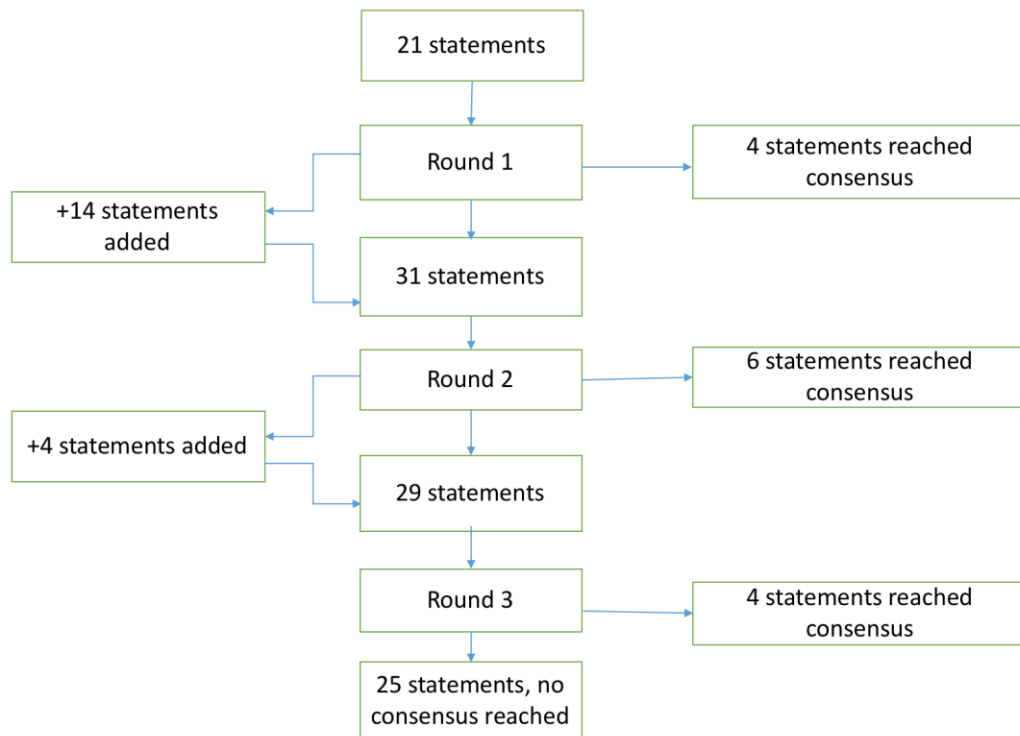 21 statements
Round 1
4 statements reached
consensus
+14 statements
added
31 statements
Round 2
6 statements reached
consensus
+4 statements added
29 statements
Round 3
4 statements reached
consensus
25 statements, no
consensus reached